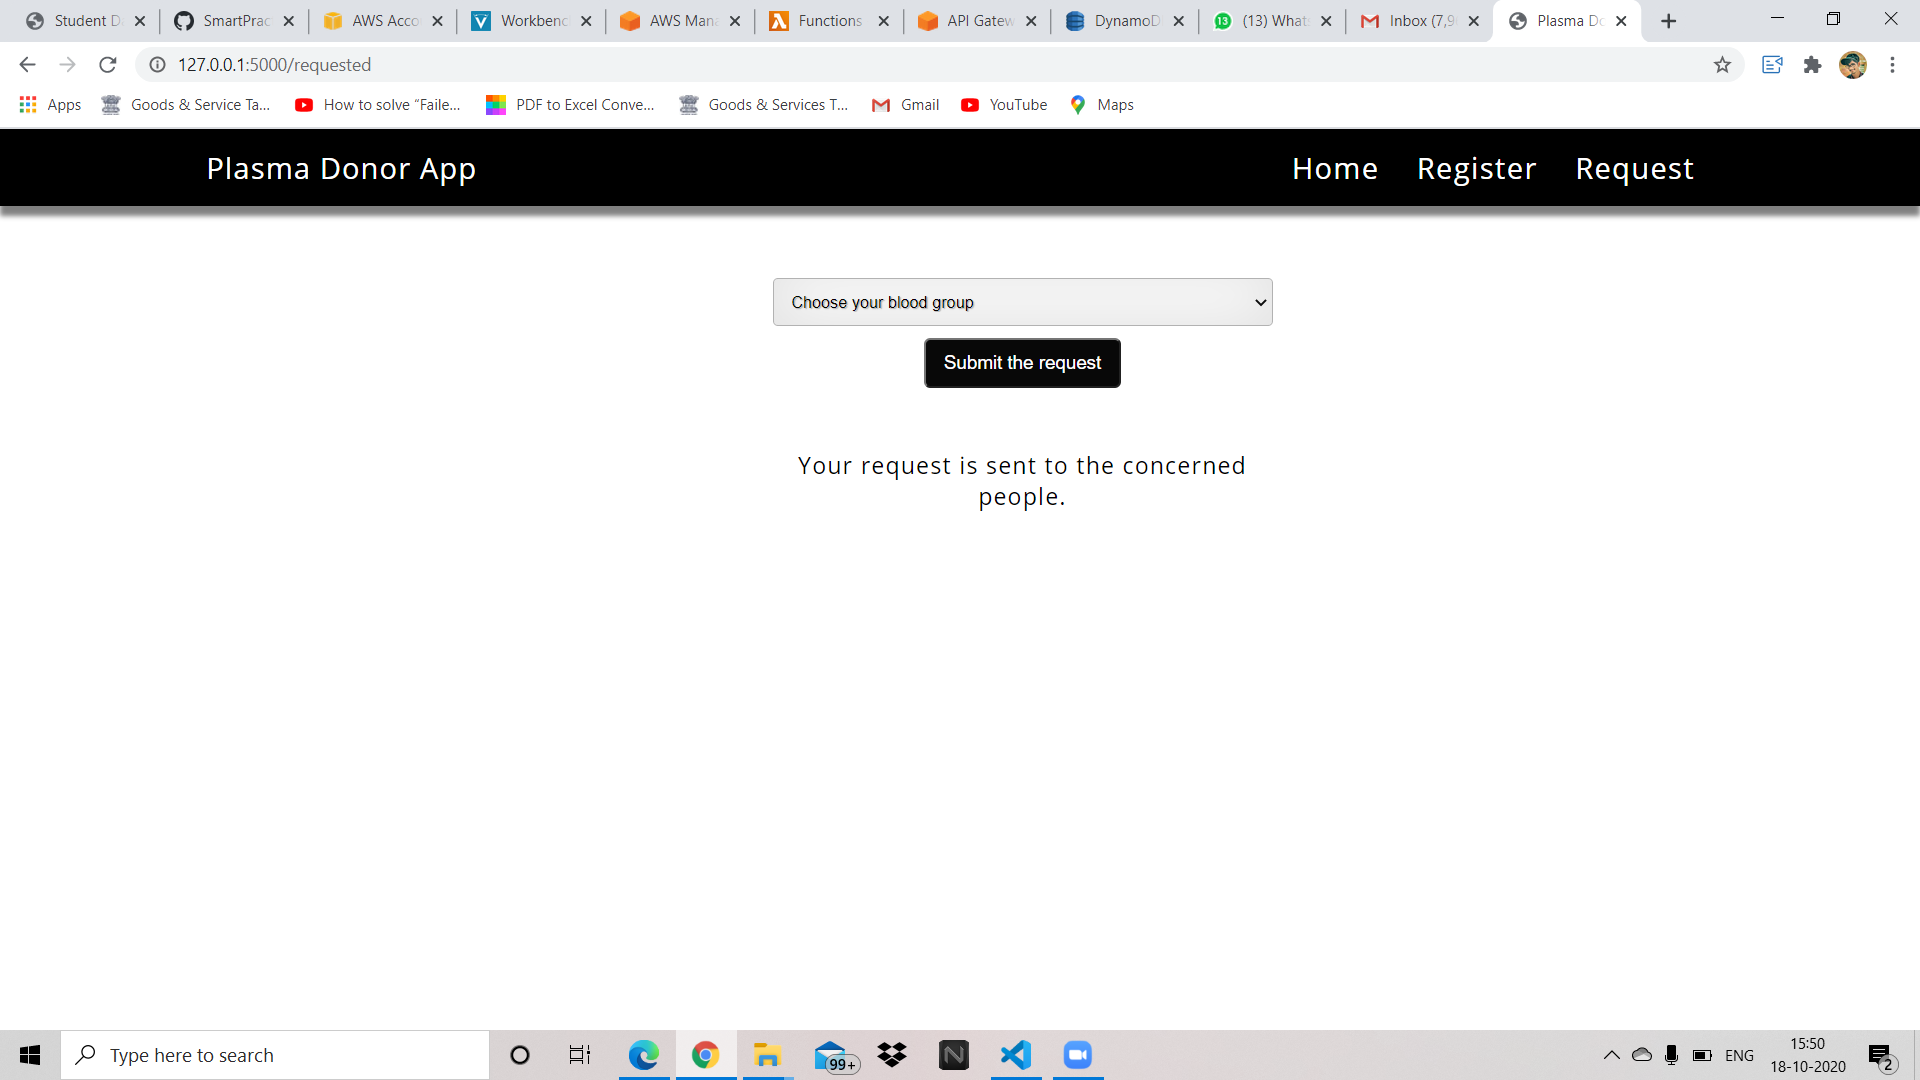 Student D
SmartPrac
AWS Acco
Workbenc
AWS Mana
Functions
API Gatew
DynamoD
(13) What
Inbox (7,9
Plasma Do
127.0.0.1:5000/requested
Apps
Goods & Service Ta...
How to solve “Faile...
PDF to Excel Conve...
Goods & Services T...
Gmail
YouTube
Maps
Plasma Donor App
Home
Register
Request
Choose your blood group
Submit the request
Your request is sent to the concerned
people.
Type here to search
99+
ENG
15:50
18-10-2020
2